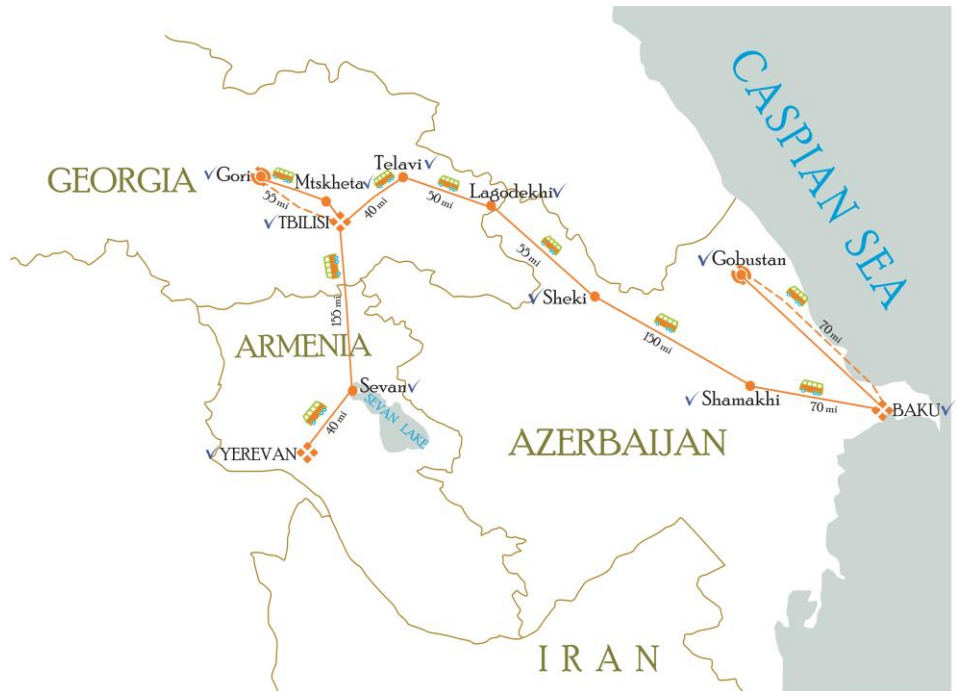 CASPIAN SEA
GEORGIA
Gori
Mtskheta
Telavi
55 mi
TBILISI
40 mi
50 mi
Lagodekhi
55 mi
Gobustan
Sheki
155 mi
150 mi
70 mi
ARMENIA
Sevan
SEVAN LAKE
40 mi
YEREVAN
Shamakhi
70 mi
BAKU
AZERBAIJAN
IRAN